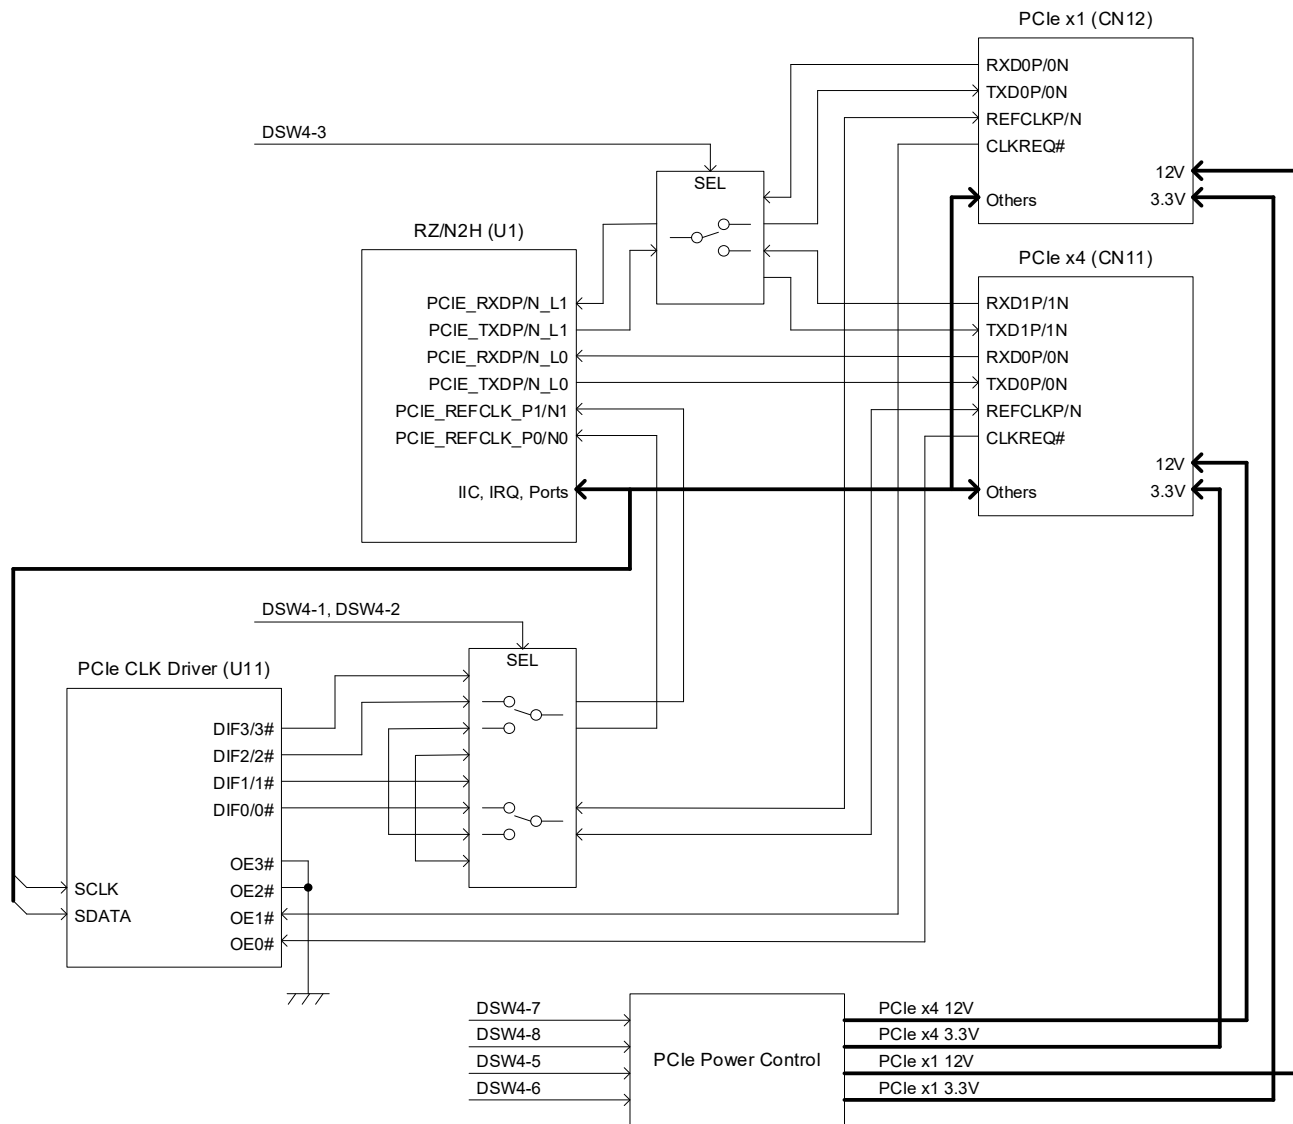 PCIe x1 (CN12)
RXD0P/0N
TXD0P/0N
REFCLKP/N
CLKREQ#
12V
Others
3.3V
DSW4-3
SEL
RZ/N2H (U1)
PCIE_RXDP/N_L1
PCIE_TXDP/N_L1
PCIE_RXDP/N_L0
PCIE_TXDP/N_L0
PCIE_REFCLK_P1/N1
PCIE_REFCLK_P0/N0
IIC, IRQ, Ports
PCIe x4 (CN11)
RXD1P/1N
TXD1P/1N
RXD0P/0N
TXD0P/0N
REFCLKP/N
CLKREQ#
12V
Others
3.3V
DSW4-1, DSW4-2
SEL
PCIe CLK Driver (U11)
DIF3/3#
DIF2/2#
DIF1/1#
DIF0/0#
OE3#
OE2#
OE1#
OE0#
SCLK
SDATA
DSW4-7
DSW4-8
DSW4-5
DSW4-6
PCIe Power Control
PCIe x4 12V
PCIe x4 3.3V
PCIe x1 12V
PCIe x1 3.3V